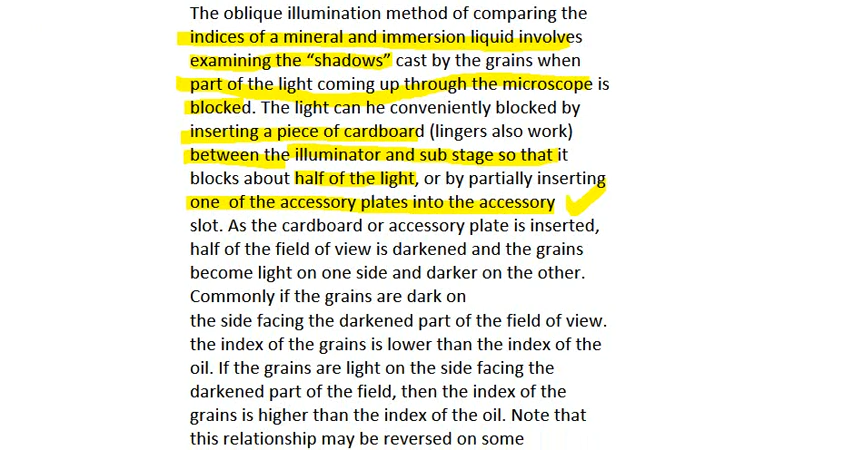 The oblique illumination method of comparing the
indices of a mineral and immersion liquid involves
examining the “shadows” cast by the grains when
part of the light coming up through the microscope is
blocked. The light can he conveniently blocked by
inserting a piece of cardboard (lingers also work)
between the illuminator and sub stage so that it
blocks about half of the light, or by partially inserting
one of the accessory plates into the accessory
slot. As the cardboard or accessory plate is inserted,
half of the field of view is darkened and the grains
become light on one side and darker on the other.
Commonly if the grains are dark on
the side facing the darkened part of the field of view.
the index of the grains is lower than the index of the
oil. If the grains are light on the side facing the
darkened part of the field, then the index of the
grains is higher than the index of the oil. Note that
this relationship may be reversed on some